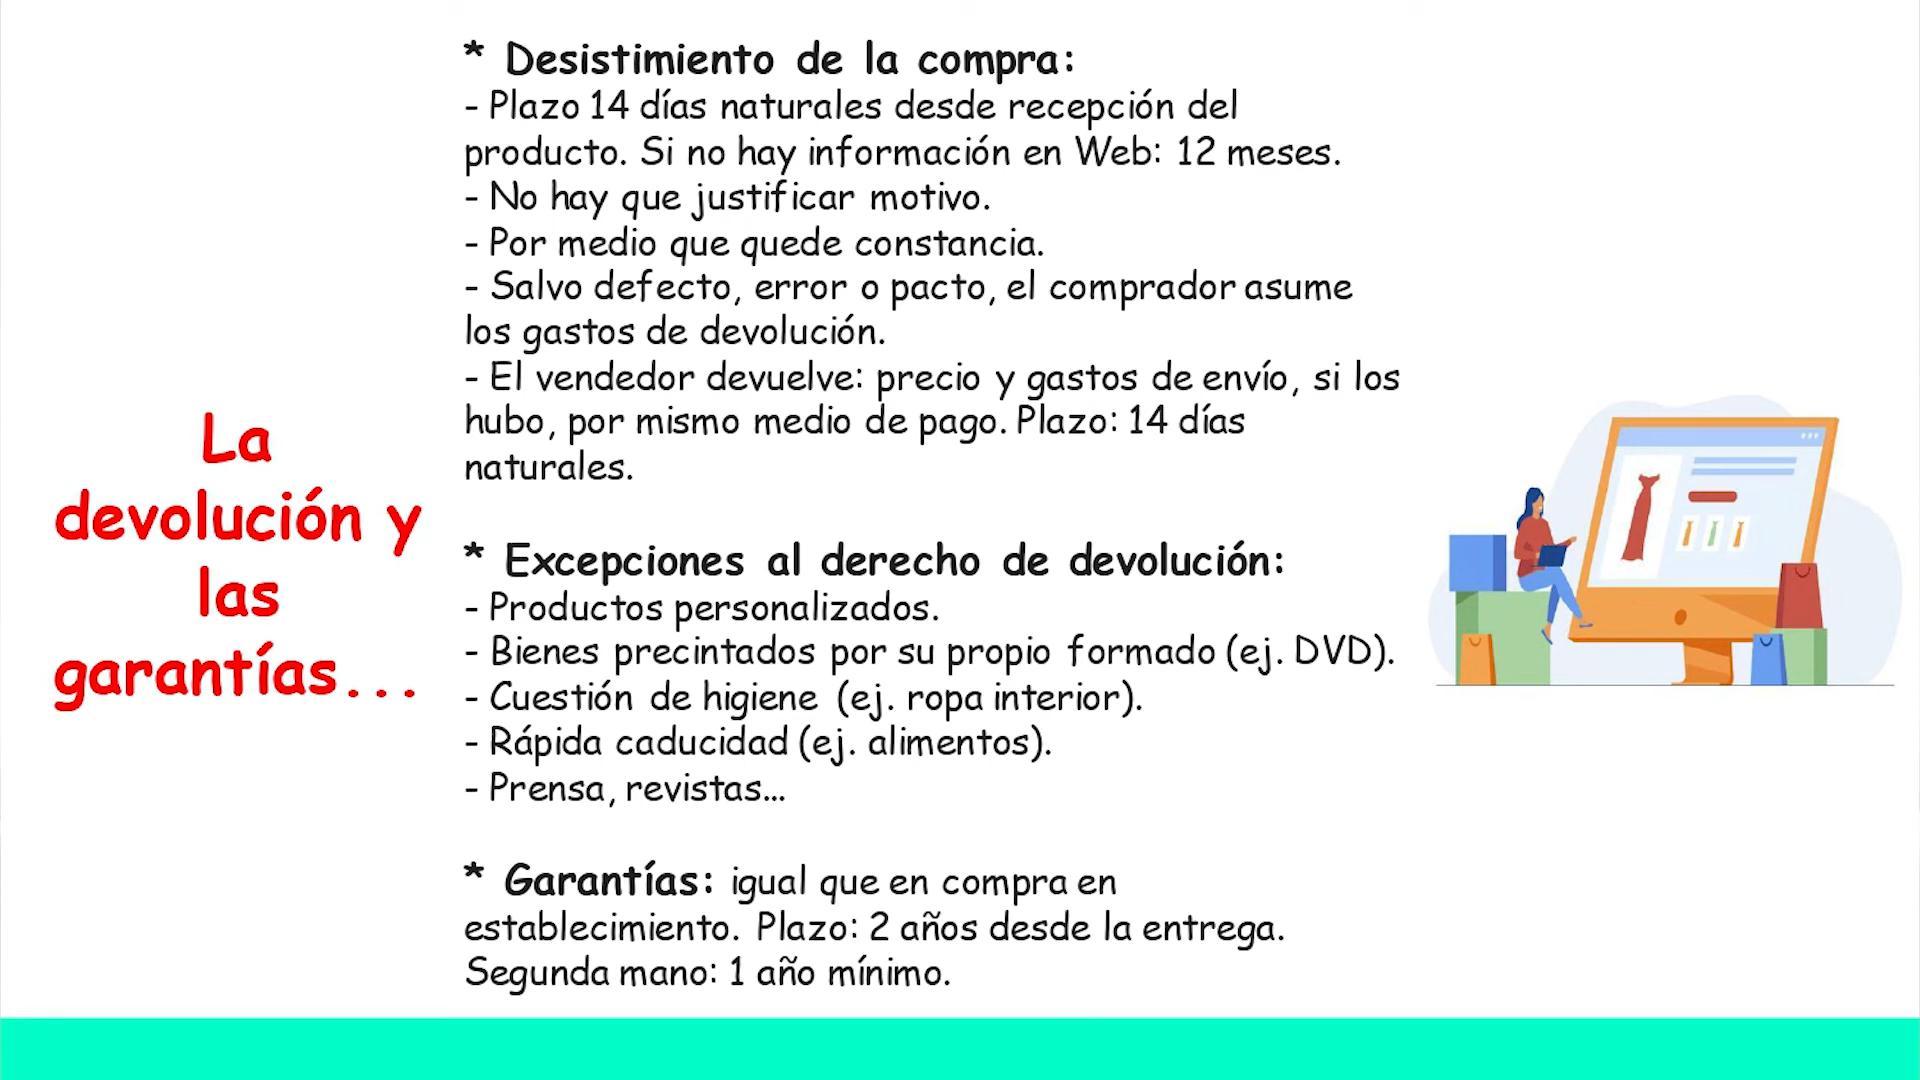 La
devolución y
las
garantías...
* Desistimiento de la compra:
- Plazo 14 días naturales desde recepción del
producto. Si no hay información en Web: 12 meses.
- No hay que justificar motivo.
- Por medio que quede constancia.
- Salvo defecto, error o pacto, el comprador asume
los gastos de devolución.
- El vendedor devuelve: precio y gastos de envío, si los
hubo, por mismo medio de pago. Plazo: 14 días
naturales.
* Excepciones al derecho de devolución:
- Productos personalizados.
- Bienes precintados por su propio formado (ej. DVD).
- Cuestión de higiene (ej. ropa interior).
- Rápida caducidad (ej. alimentos).
- Prensa, revistas...
* Garantías: igual que en compra en
establecimiento. Plazo: 2 años desde la entrega.
Segunda mano: 1 año mínimo.